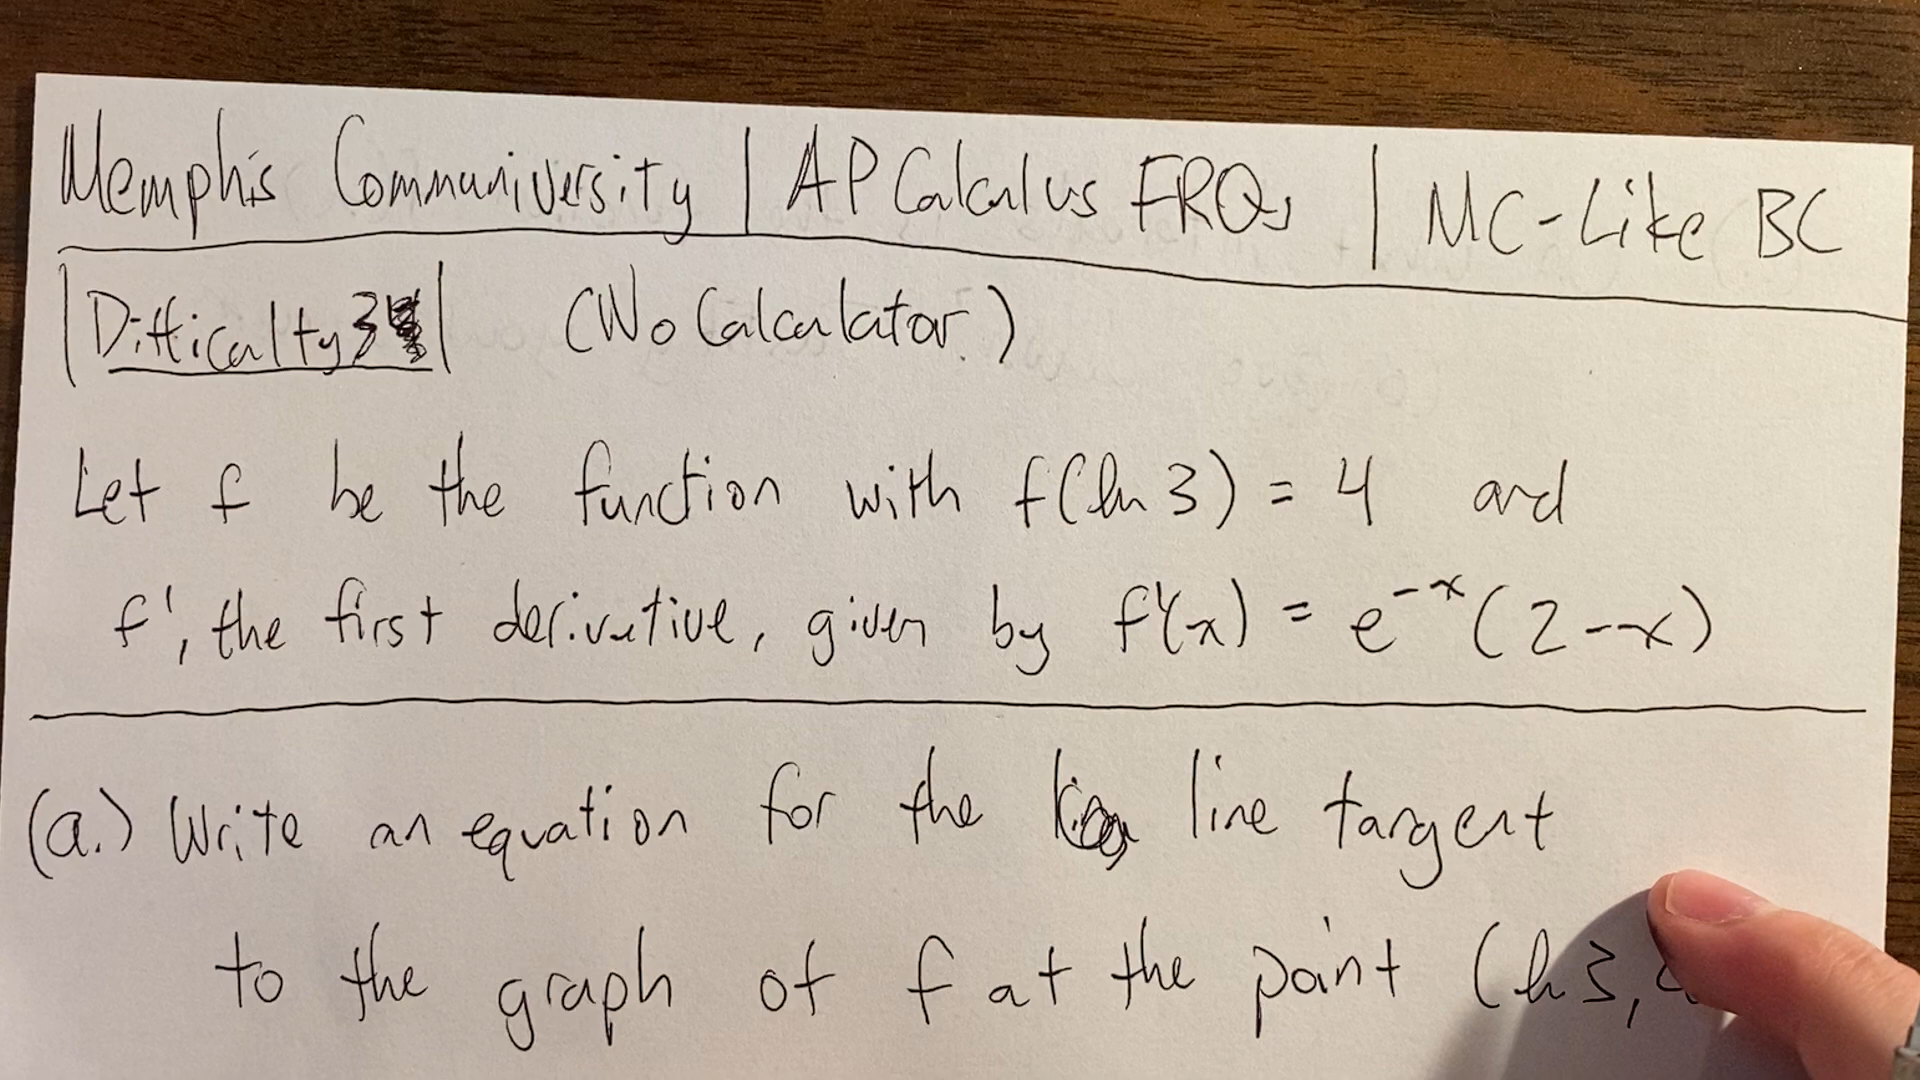 Memphis Communiversity | AP Calculus FRQs | MC-Like BC
|Difficulty 3| (No Calculator.)
Let f be the function with f(ln 3) = 4 and
f', the first derivative, given by f'(x) = e^{-x}(2-x)
(a.) Write an equation for the line tangent
to the graph of f at the point (ln 3,